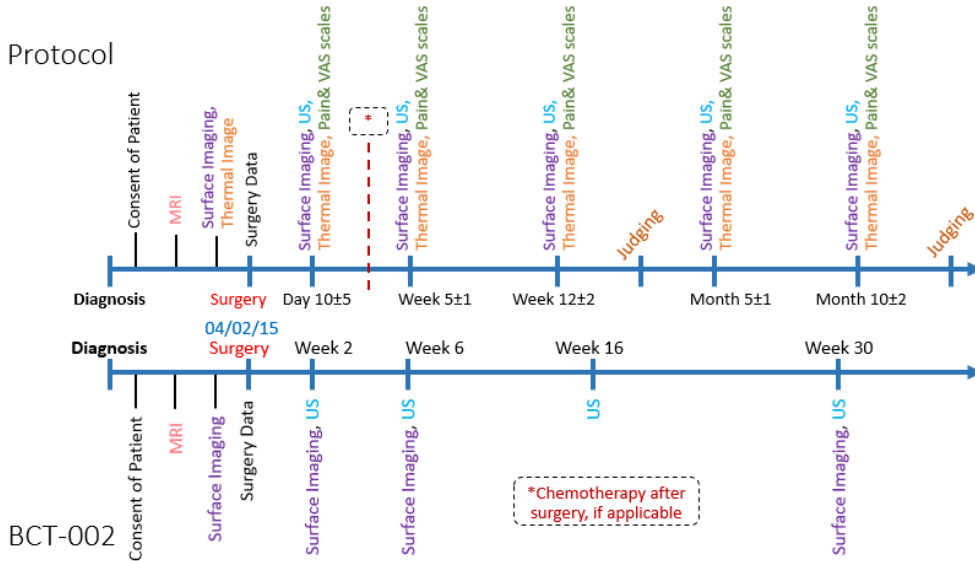 Protocol
Consent of Patient
MRI
Surface Imaging,
Thermal Image
Surgery Data
Surface Imaging, US,
Thermal Image, Pain& VAS scales
*
Surface Imaging, US,
Thermal Image, Pain& VAS scales
Surface Imaging, US,
Thermal Image, Pain& VAS scales
Judging
Surface Imaging, US,
Thermal Image, Pain& VAS scales
Surface Imaging, US,
Thermal Image, Pain& VAS scales
Judging
Diagnosis
Surgery
Day 10±5
Week 5±1
Week 12±2
Month 5±1
Month 10±2
04/02/15
Diagnosis
Surgery
Week 2
Week 6
Week 16
Week 30
Consent of Patient
MRI
Surface Imaging
Surgery Data
Surface Imaging, US
Surface Imaging, US
US
Surface Imaging, US
*Chemotherapy after
surgery, if applicable
BCT-002